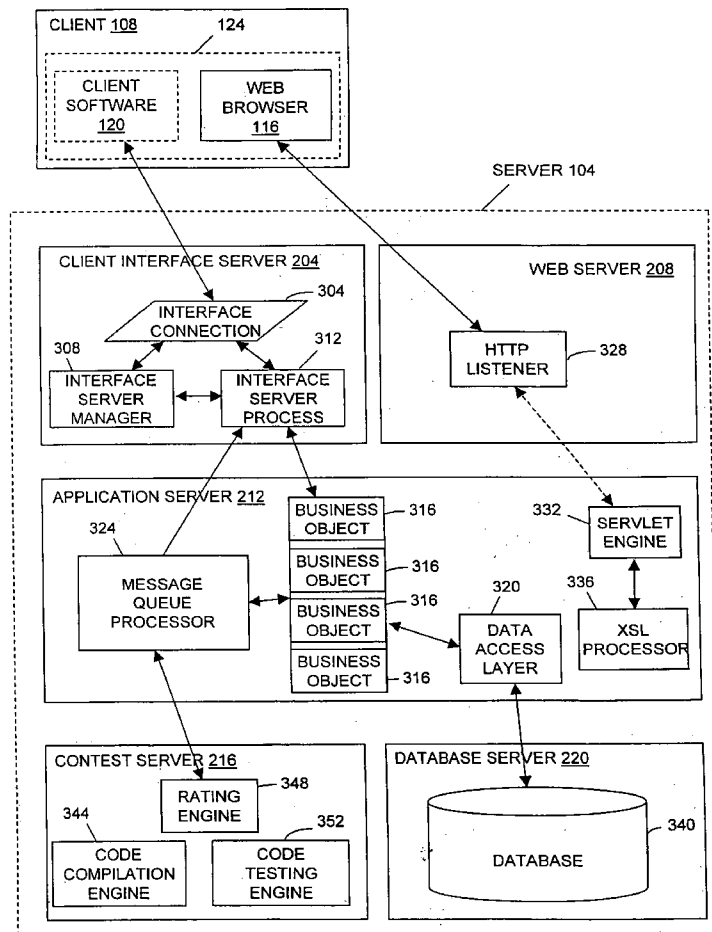 CLIENT 108
124
CLIENT
SOFTWARE
120
WEB
BROWSER
116
SERVER 104
CLIENT INTERFACE SERVER 204
304
INTERFACE
CONNECTION
308
312
INTERFACE
SERVER
MANAGER
INTERFACE
SERVER
PROCESS
WEB SERVER 208
HTTP
LISTENER
328
APPLICATION SERVER 212
324
MESSAGE
QUEUE
PROCESSOR
BUSINESS
OBJECT
316
BUSINESS
OBJECT
316
BUSINESS
OBJECT
316
BUSINESS
OBJECT
316
320
DATA
ACCESS
LAYER
332
SERVLET
ENGINE
336
XSL
PROCESSOR
CONTEST SERVER 216
348
RATING
ENGINE
344
CODE
COMPILATION
ENGINE
352
CODE
TESTING
ENGINE
DATABASE SERVER 220
340
DATABASE